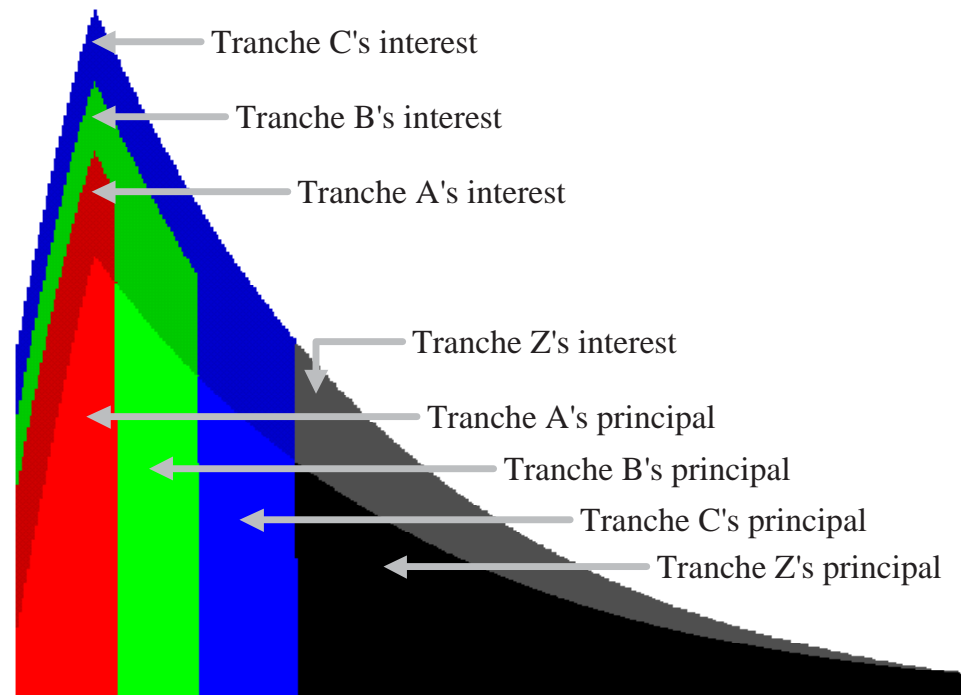 Tranche C's interest
Tranche B's interest
Tranche A's interest
Tranche Z's interest
Tranche A's principal
Tranche B's principal
Tranche C's principal
Tranche Z's principal